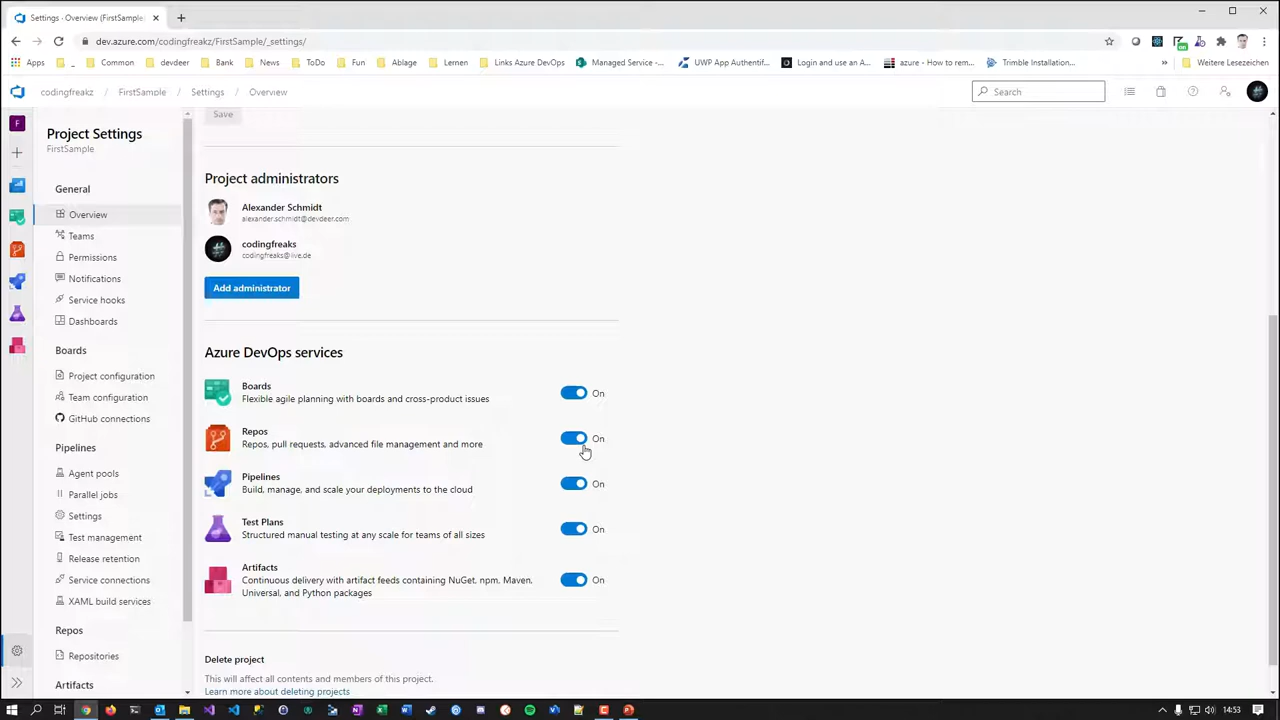 Settings · Overview (FirstSample
dev.azure.com/codingfreakz/FirstSample/_settings/
Apps
_
Common
devdeer
Bank
News
ToDo
Fun
Ablage
Lernen
Links Azure DevOps
Managed Service -...
UWP App Authentif...
Login and use an A...
azure - How to rem...
Trimble Installation...
»
Weitere Lesezeichen
codingfreakz / FirstSample / Settings / Overview
Search
F
Project Settings
FirstSample
General
Overview
Teams
Permissions
Notifications
Service hooks
Dashboards
Boards
Project configuration
Team configuration
GitHub connections
Pipelines
Agent pools
Parallel jobs
Settings
Test management
Release retention
Service connections
XAML build services
Repos
Repositories
Artifacts
Save
Project administrators
Alexander Schmidt
alexander.schmidt@devdeer.com
codingfreaks
codingfreaks@live.de
Add administrator
Azure DevOps services
Boards
Flexible agile planning with boards and cross-product issues
On
Repos
Repos, pull requests, advanced file management and more
On
Pipelines
Build, manage, and scale your deployments to the cloud
On
Test Plans
Structured manual testing at any scale for teams of all sizes
On
Artifacts
Continuous delivery with artifact feeds containing NuGet, npm, Maven,
Universal, and Python packages
On
Delete project
This will affect all contents and members of this project.
Learn more about deleting projects
14:53